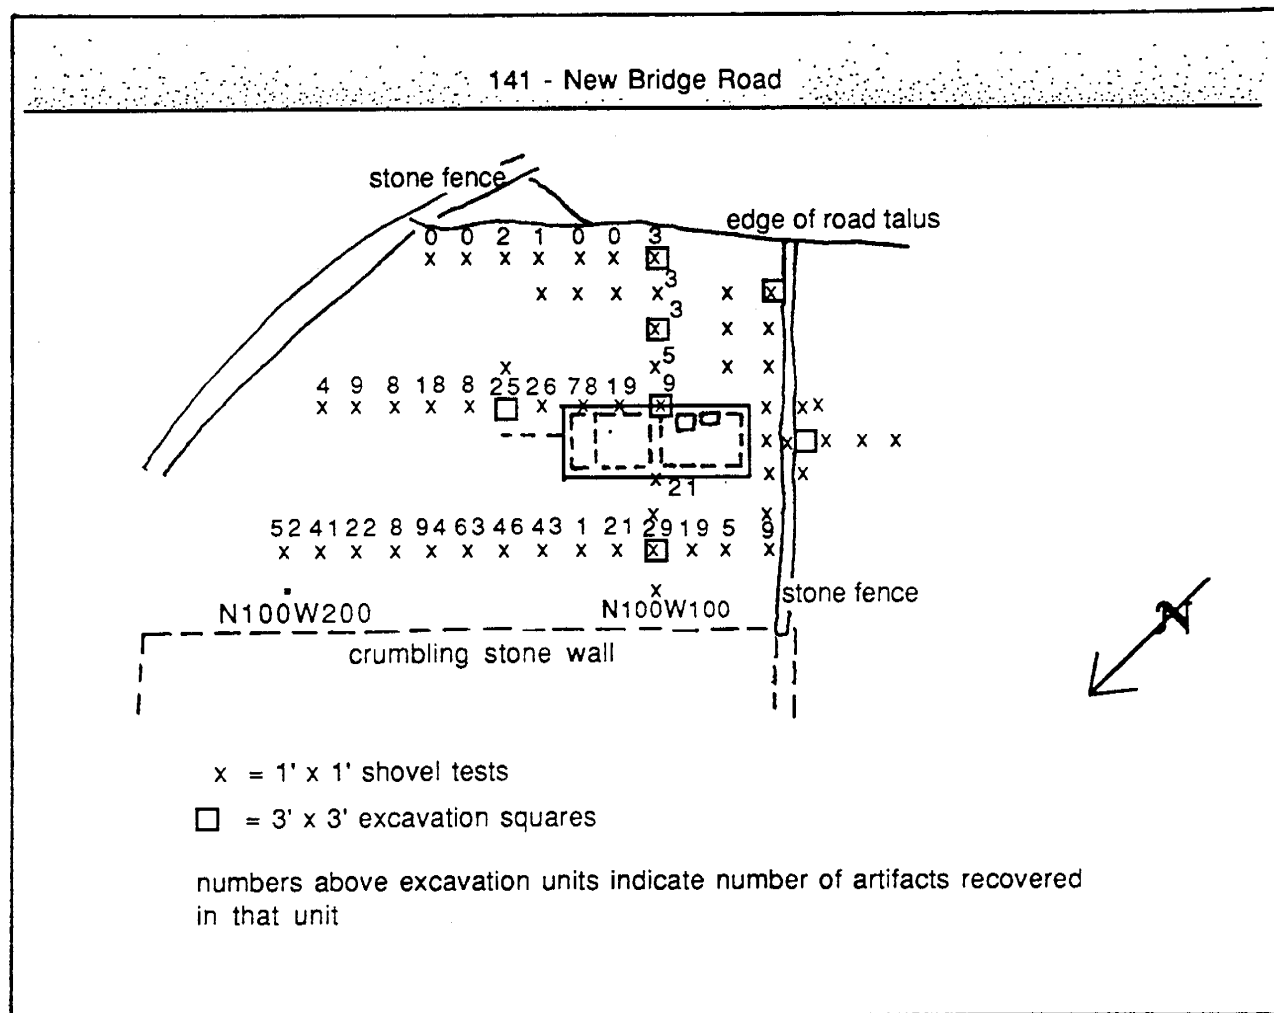 141 - New Bridge Road
stone fence
edge of road talus
0 0 2 1 0 0 3
x x x x x x x
3
x x x x x x
3
x x x
5
x x x x
4 9 8 18 8 25 26 78 19 9
x x x x x x x x x x x x
x x x x x
x x x
21
x x
52 41 22 8 94 63 46 43 1 21 29 19 5 9
x x x x x x x x x x x x x x
x
stone fence
N100W200 N100W100
N
crumbling stone wall
x = 1' x 1' shovel tests
= 3' x 3' excavation squares
numbers above excavation units indicate number of artifacts recovered
in that unit